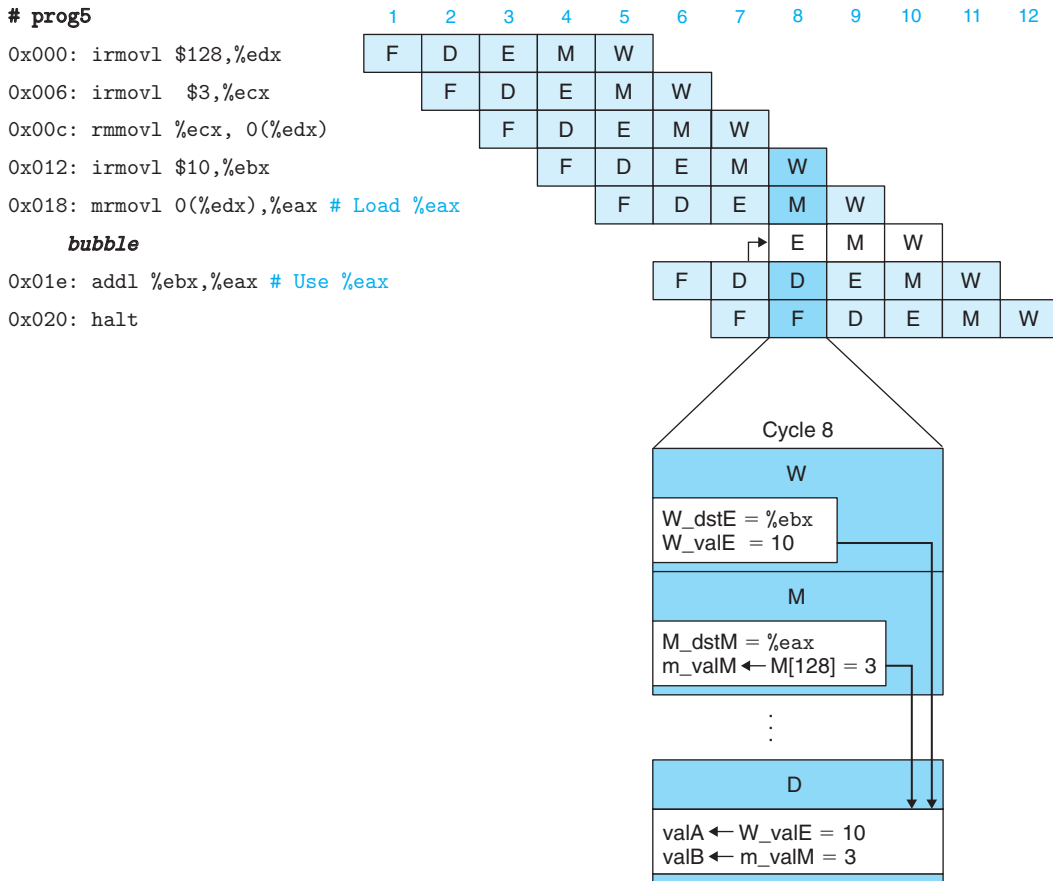 # prog5 1 2 3 4 5 6 7 8 9 10 11 12
0x000: irmovl $128,%edx F D E M W
0x006: irmovl $3,%ecx F D E M W
0x00c: rmmovl %ecx, 0(%edx) F D E M W
0x012: irmovl $10,%ebx F D E M W
0x018: mrmovl 0(%edx),%eax # Load %eax F D E M W
bubble E M W
0x01e: addl %ebx,%eax # Use %eax F D D E M W
0x020: halt F F D E M W
Cycle 8
W
W_dstE = %ebx
W_valE = 10
M
M_dstM = %eax
m_valM ← M[128] = 3
D
valA ← W_valE = 10
valB ← m_valM = 3